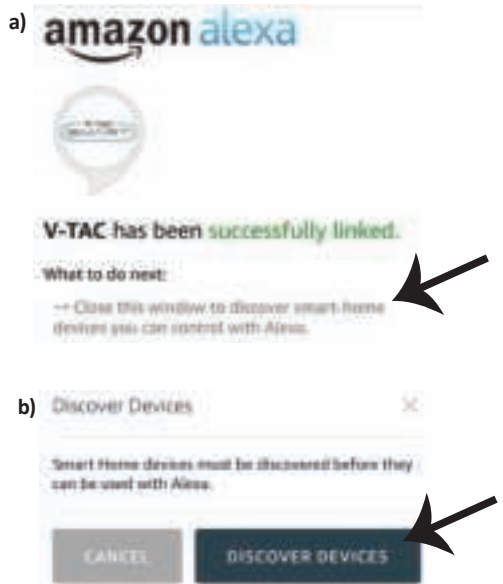 a)
amazon alexa
V-TAC has been successfully linked.
What to do next:
-- Close this window to discover smart-home
devices you can control with Alexa.
b) Discover Devices ×
Smart Home devices must be discovered before they
can be used with Alexa.
CANCEL DISCOVER DEVICES